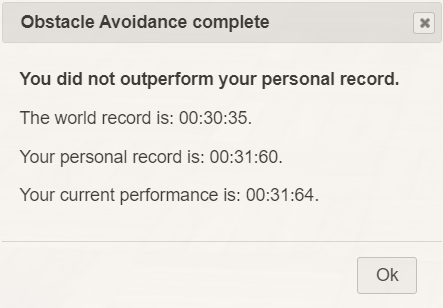 Obstacle Avoidance complete
You did not outperform your personal record.
The world record is: 00:30:35.
Your personal record is: 00:31:60.
Your current performance is: 00:31:64.
Ok